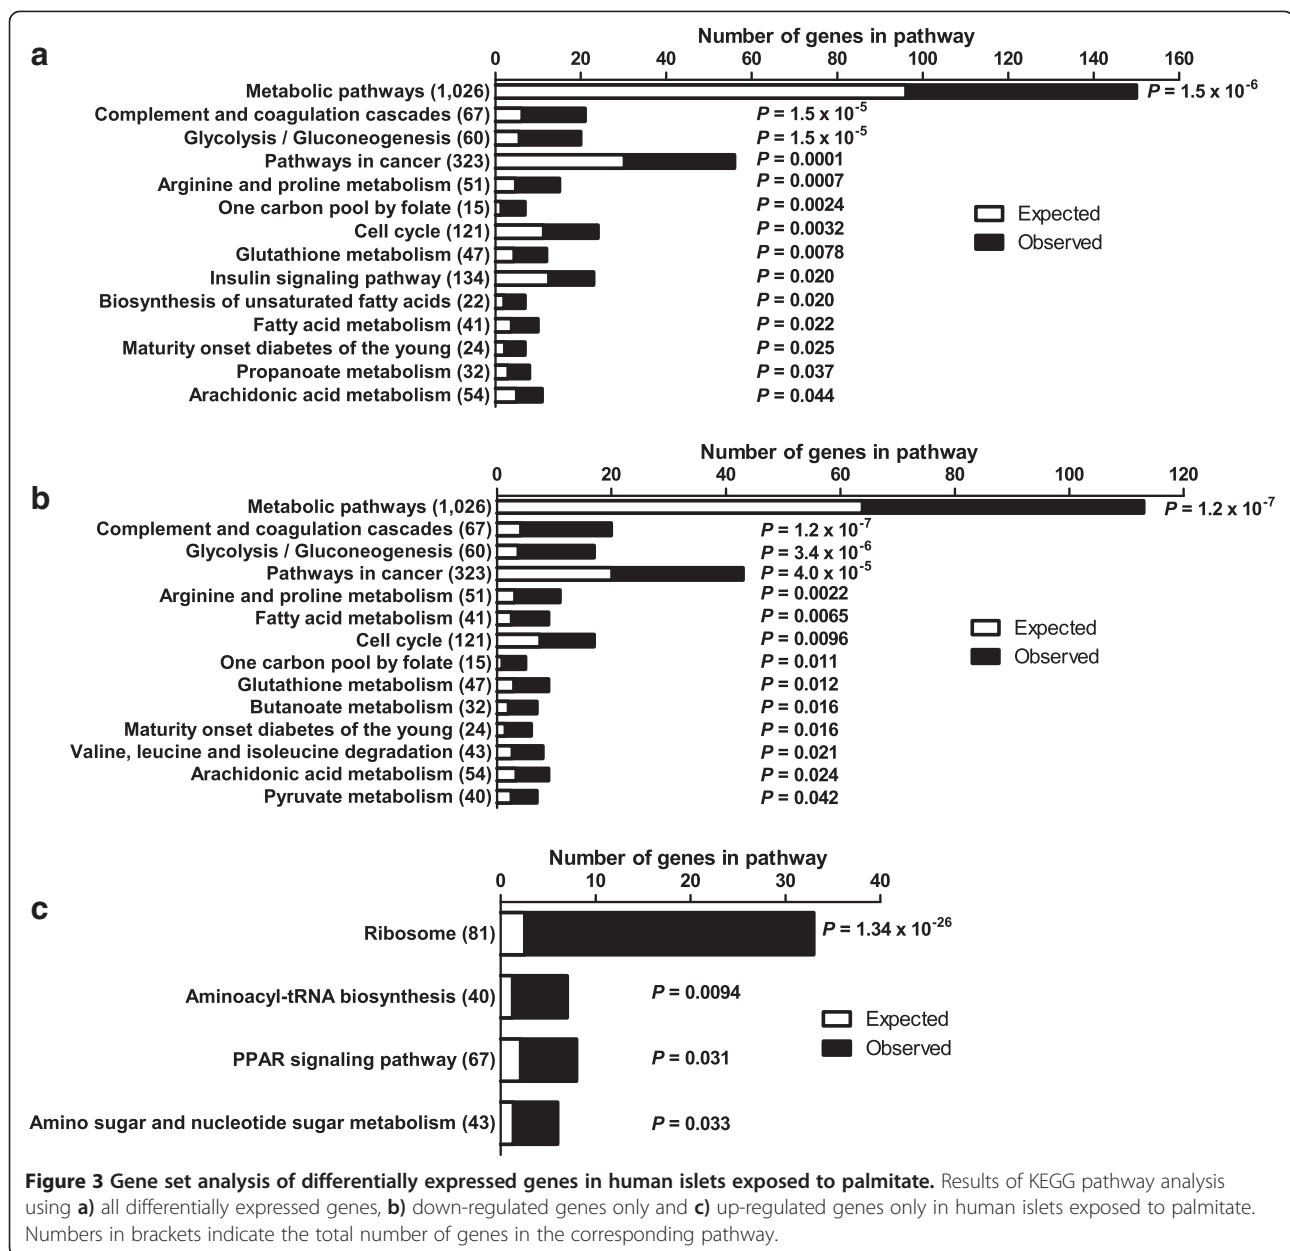 a
Number of genes in pathway
0 20 40 60 80 100 120 140 160
Metabolic pathways (1,026) P = 1.5 x 10-6
Complement and coagulation cascades (67) P = 1.5 x 10-5
Glycolysis / Gluconeogenesis (60) P = 1.5 x 10-5
Pathways in cancer (323) P = 0.0001
Arginine and proline metabolism (51) P = 0.0007
One carbon pool by folate (15) P = 0.0024
Cell cycle (121) P = 0.0032
Glutathione metabolism (47) P = 0.0078
Insulin signaling pathway (134) P = 0.020
Biosynthesis of unsaturated fatty acids (22) P = 0.020
Fatty acid metabolism (41) P = 0.022
Maturity onset diabetes of the young (24) P = 0.025
Propanoate metabolism (32) P = 0.037
Arachidonic acid metabolism (54) P = 0.044
Expected
Observed
b
Number of genes in pathway
0 20 40 60 80 100 120
Metabolic pathways (1,026) P = 1.2 x 10-7
Complement and coagulation cascades (67) P = 1.2 x 10-7
Glycolysis / Gluconeogenesis (60) P = 3.4 x 10-6
Pathways in cancer (323) P = 4.0 x 10-5
Arginine and proline metabolism (51) P = 0.0022
Fatty acid metabolism (41) P = 0.0065
Cell cycle (121) P = 0.0096
One carbon pool by folate (15) P = 0.011
Glutathione metabolism (47) P = 0.012
Butanoate metabolism (32) P = 0.016
Maturity onset diabetes of the young (24) P = 0.016
Valine, leucine and isoleucine degradation (43) P = 0.021
Arachidonic acid metabolism (54) P = 0.024
Pyruvate metabolism (40) P = 0.042
Expected
Observed
c
Number of genes in pathway
0 10 20 30 40
Ribosome (81) P = 1.34 x 10-26
Aminoacyl-tRNA biosynthesis (40) P = 0.0094
PPAR signaling pathway (67) P = 0.031
Amino sugar and nucleotide sugar metabolism (43) P = 0.033
Expected
Observed
Figure 3 Gene set analysis of differentially expressed genes in human islets exposed to palmitate. Results of KEGG pathway analysis
using a) all differentially expressed genes, b) down-regulated genes only and c) up-regulated genes only in human islets exposed to palmitate.
Numbers in brackets indicate the total number of genes in the corresponding pathway.